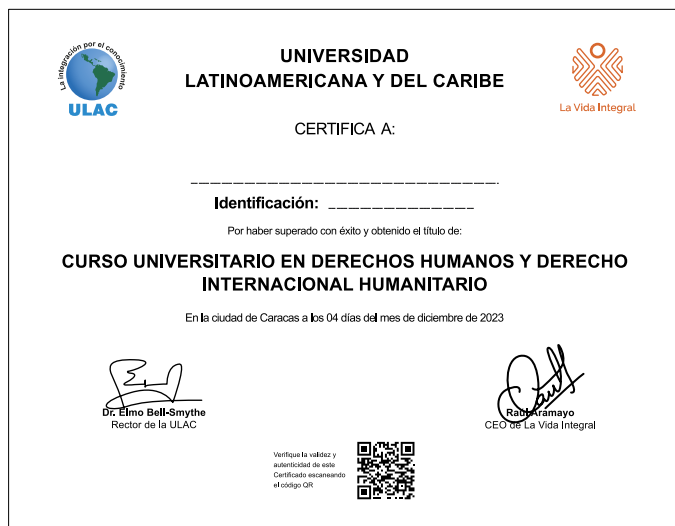 La integración por el conocimiento
ULAC
UNIVERSIDAD
LATINOAMERICANA Y DEL CARIBE
La Vida Integral
CERTIFICA A:
Identificación:
Por haber superado con éxito y obtenido el título de:
CURSO UNIVERSITARIO EN DERECHOS HUMANOS Y DERECHO
INTERNACIONAL HUMANITARIO
En la ciudad de Caracas a los 04 días del mes de diciembre de 2023
Dr. Elmo Bell-Smythe
Rector de la ULAC
Raúl Aramayo
CEO de La Vida Integral
Verifique la validez y
autenticidad de este
Certificado escaneando
el código QR